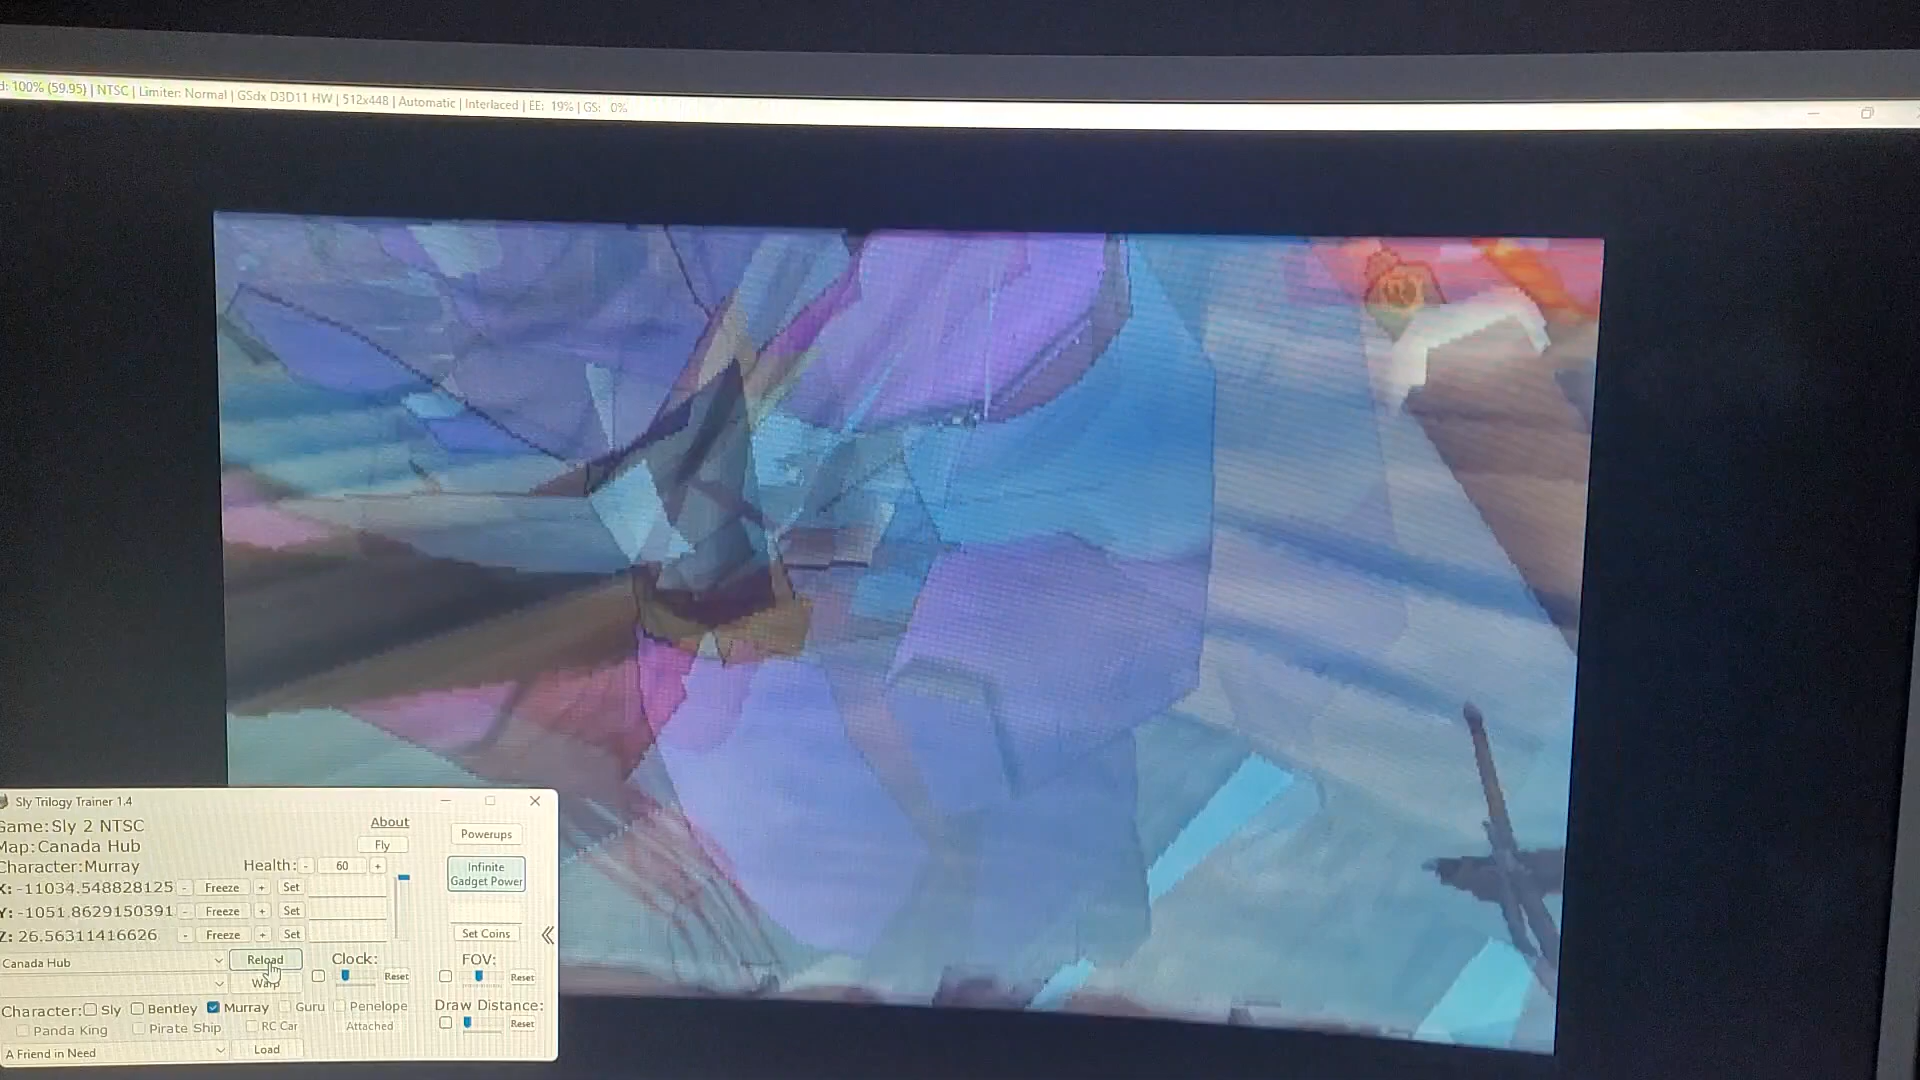 d: 100% (59.95) | NTSC | Limiter: Normal | GSdx D3D11 HW | 512x448 | Automatic | Interlaced | EE: 19% | GS: 0%
Sly Trilogy Trainer 1.4
Game:Sly 2 NTSC
About
Powerups
Map:Canada Hub
Fly
Character:Murray
Health: - 60 +
Infinite
Gadget Power
X: -11034.548828125 - Freeze + Set
Y: -1051.8629150391 - Freeze + Set
Z: 26.56311416626 - Freeze + Set
Set Coins
Canada Hub
Reload
Clock:
FOV:
Warp
Reset
Reset
Character: Sly Bentley Murray Guru Penelope
Draw Distance:
Panda King Pirate Ship RC Car Attached
Reset
A Friend in Need
Load